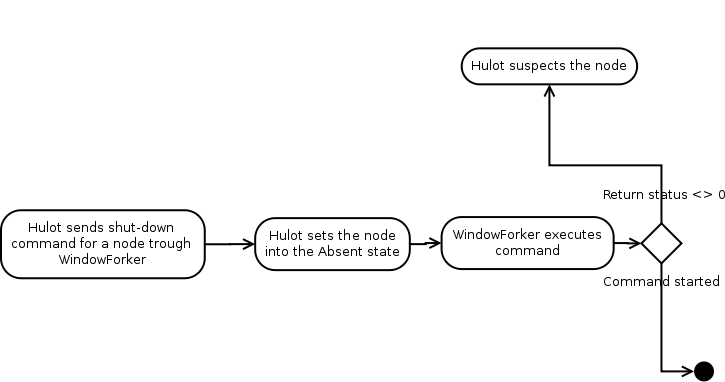 Hulot suspects the node
Return status <> 0
Hulot sends shut-down
command for a node trough
WindowForker
Hulot sets the node
into the Absent state
WindowForker executes
command
Command started